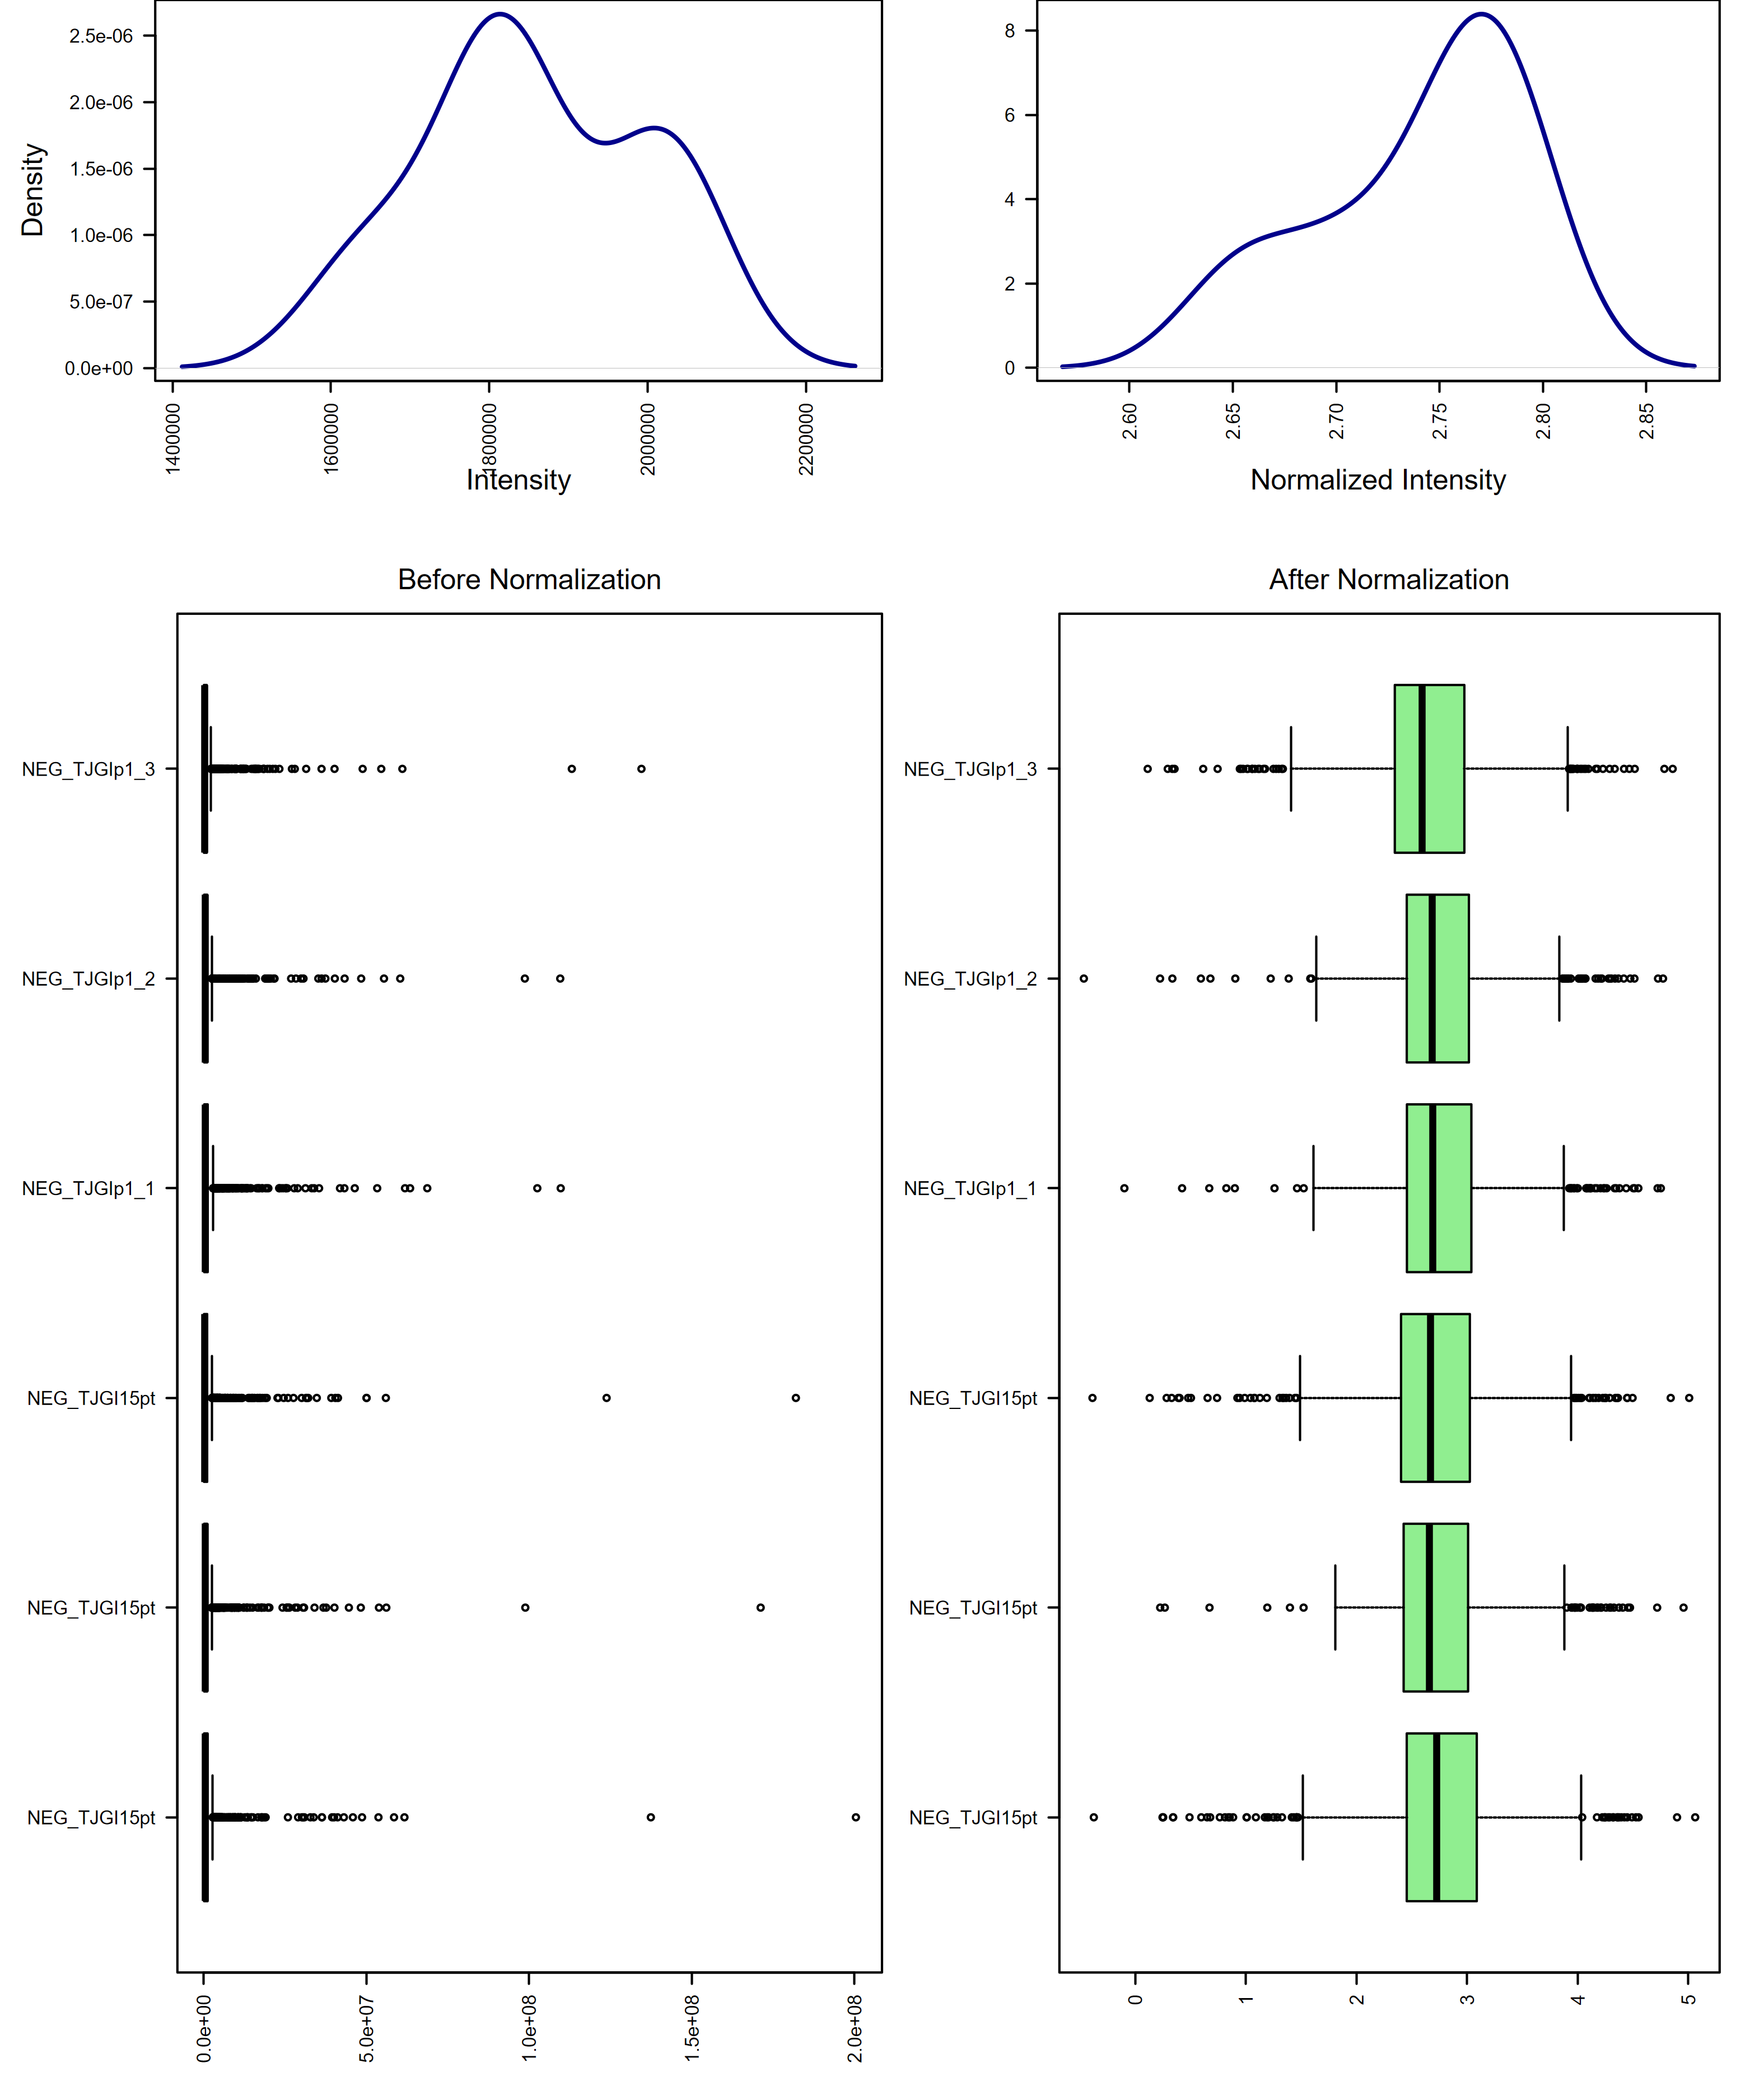 2.5e-06
2.0e-06
1.5e-06
1.0e-06
5.0e-07
0.0e+00
Density
1400000
1600000
1800000
2000000
2200000
Intensity
8
6
4
2
0
2.60
2.65
2.70
2.75
2.80
2.85
Normalized Intensity
Before Normalization
NEG_TJGIp1_3
NEG_TJGIp1_2
NEG_TJGIp1_1
NEG_TJGI15pt
NEG_TJGI15pt
NEG_TJGI15pt
0.0e+00
5.0e+07
1.0e+08
1.5e+08
2.0e+08
After Normalization
NEG_TJGIp1_3
NEG_TJGIp1_2
NEG_TJGIp1_1
NEG_TJGI15pt
NEG_TJGI15pt
NEG_TJGI15pt
0
1
2
3
4
5